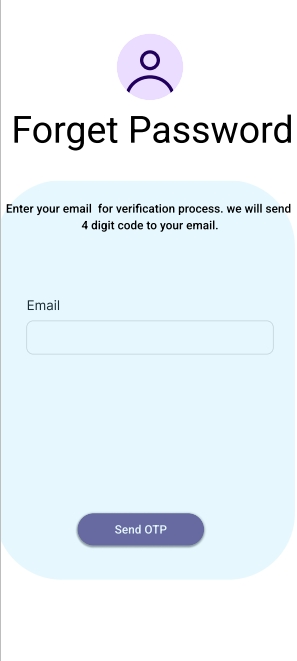 Forget Password
Enter your email  for verification process. we will send
4 digit code to your email.
Email
Send OTP